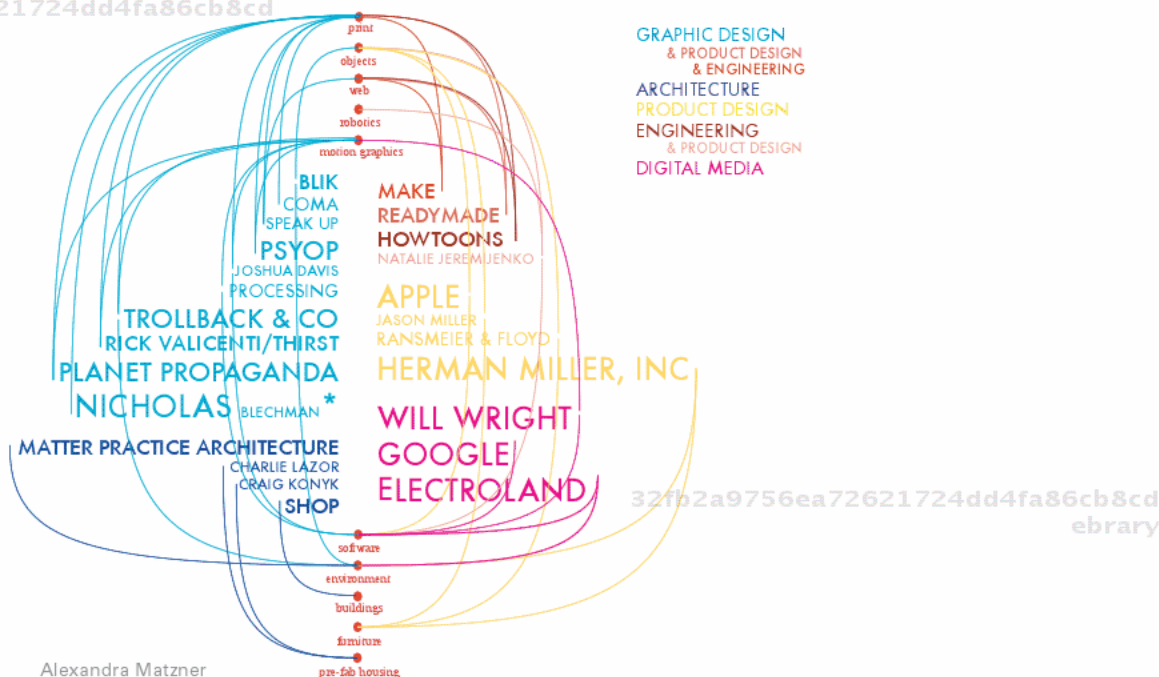 21724dd4fa86cb8cd
print
objects
web
robotics
motion graphics
GRAPHIC DESIGN
& PRODUCT DESIGN
& ENGINEERING
ARCHITECTURE
PRODUCT DESIGN
ENGINEERING
& PRODUCT DESIGN
DIGITAL MEDIA
BLIK
COMA
SPEAK UP
PSYOP
JOSHUA DAVIS
PROCESSING
TROLLBACK & CO
RICK VALICENTI/THIRST
PLANET PROPAGANDA
NICHOLAS BLECHMAN *
MATTER PRACTICE ARCHITECTURE
CHARLIE LAZOR
CRAIG KONYK
SHOP
MAKE
READYMADE
HOWTOONS
NATALIE JEREMIJENKO
APPLE
JASON MILLER
RANSMEIER & FLOYD
HERMAN MILLER, INC
WILL WRIGHT
GOOGLE
ELECTROLAND
software
environment
buildings
furniture
pre-fab housing
32fb2a9756ea72621724dd4fa86cb8cd
ebrary
Alexandra Matzner